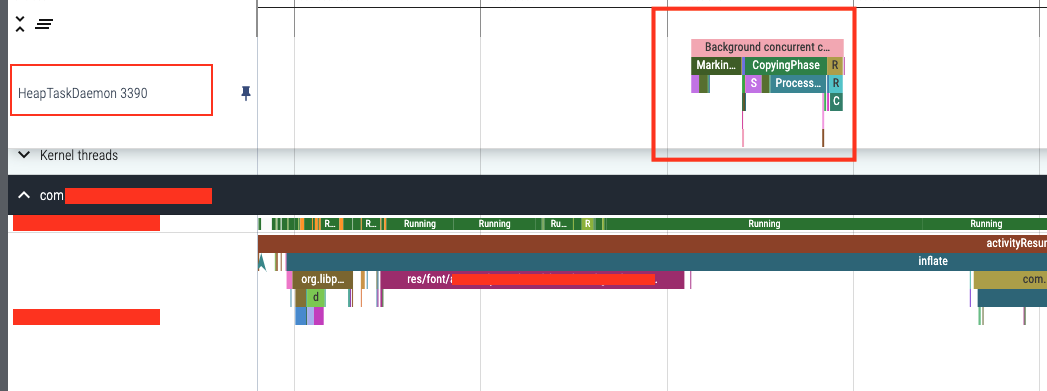 Background concurrent c...
Markin... CopyingPhase R
HeapTaskDaemon 3390
S Process... R
C
Kernel threads
com
R... R... Running Running Ru... R Running Running
activityResur
inflate
org.libp... res/font/ . com.
d